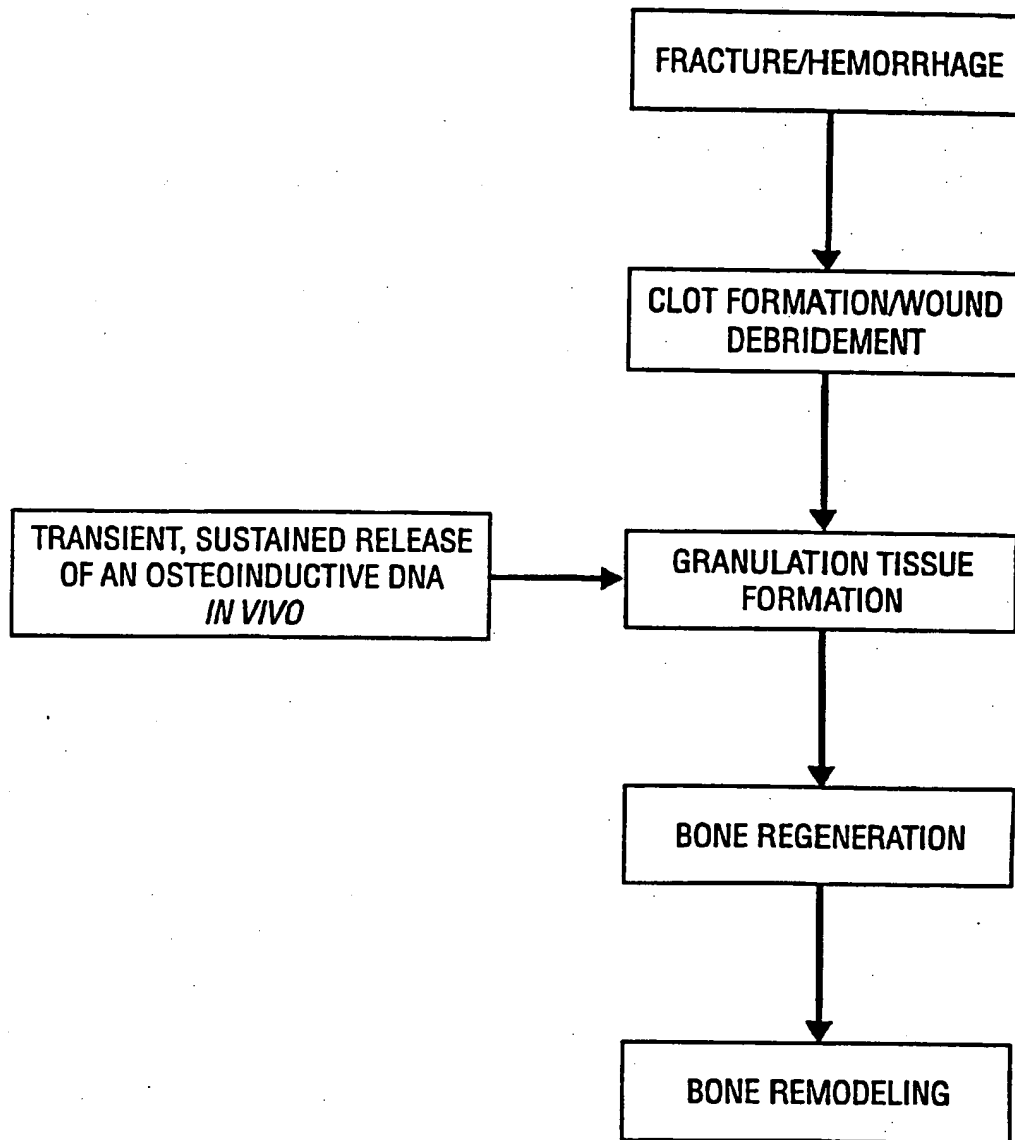 FRACTURE/HEMORRHAGE
CLOT FORMATION/WOUND
DEBRIDEMENT
TRANSIENT, SUSTAINED RELEASE
OF AN OSTEOINDUCTIVE DNA
IN VIVO
GRANULATION TISSUE
FORMATION
BONE REGENERATION
BONE REMODELING